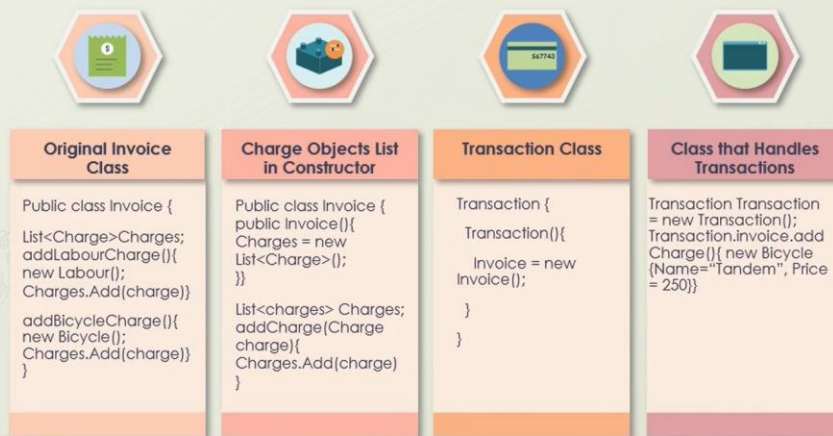 $
567743
Original Invoice
Class
Public class Invoice {
List<Charge>Charges;
addLabourCharge(){
new Labour();
Charges.Add(charge)}
addBicycleCharge(){
new Bicycle();
Charges.Add(charge)}
}
Charge Objects List
in Constructor
Public class Invoice {
public Invoice(){
Charges = new
List<Charge>();
}}
List<charges> Charges;
addCharge(Charge
charge){
Charges.Add(charge)
}
Transaction Class
Transaction {
Transaction(){
Invoice = new
Invoice();
}
}
Class that Handles
Transactions
Transaction Transaction
= new Transaction();
Transaction.invoice.add
Charge(){ new Bicycle
{Name="Tandem", Price
= 250}}